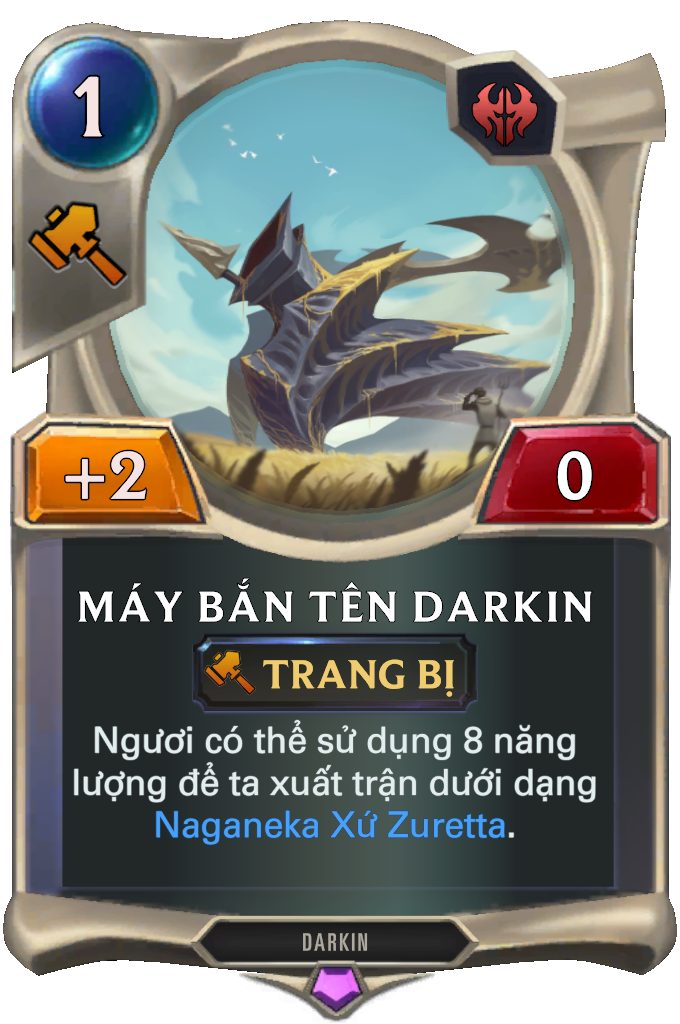 1
+2
0
MÁY BẮN TÊN DARKIN
TRANG BỊ
Ngươi có thể sử dụng 8 năng
lượng để ta xuất trận dưới dạng
Naganeka Xứ Zuretta.
DARKIN